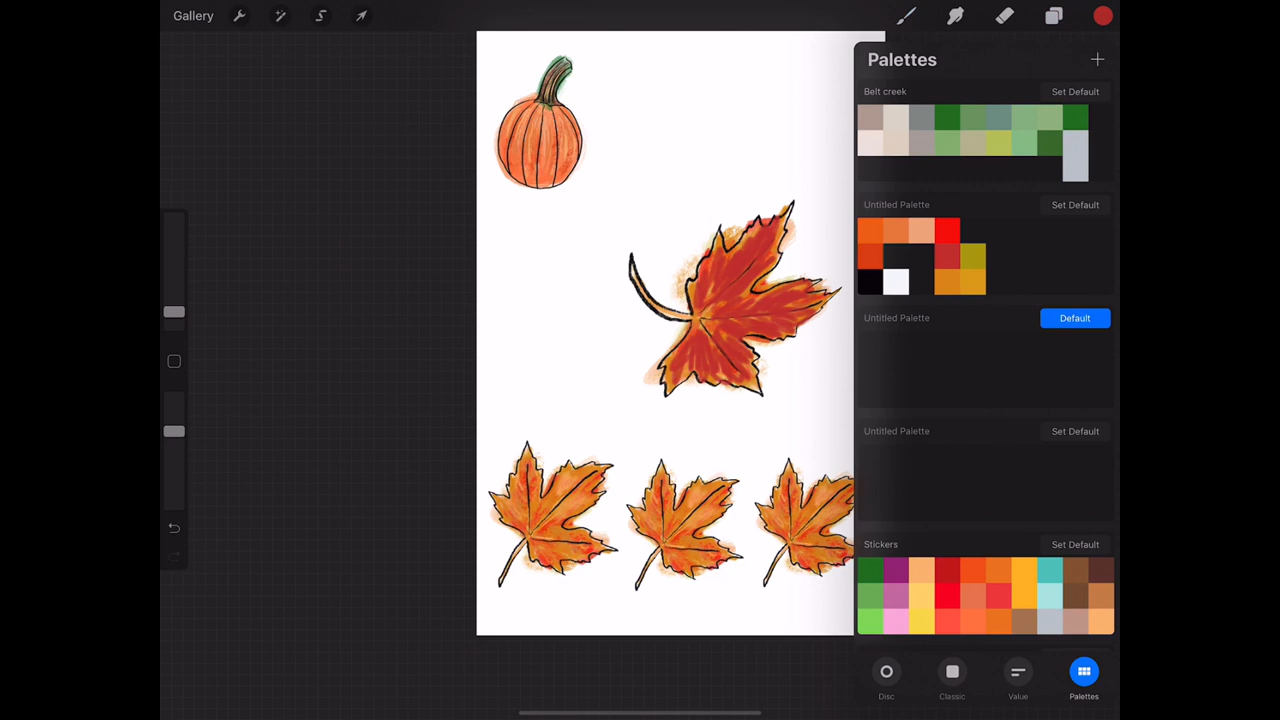 Gallery
Palettes
Belt creek
Set Default
Untitled Palette
Set Default
Untitled Palette
Default
Untitled Palette
Set Default
Stickers
Set Default
Disc
Classic
Value
Palettes